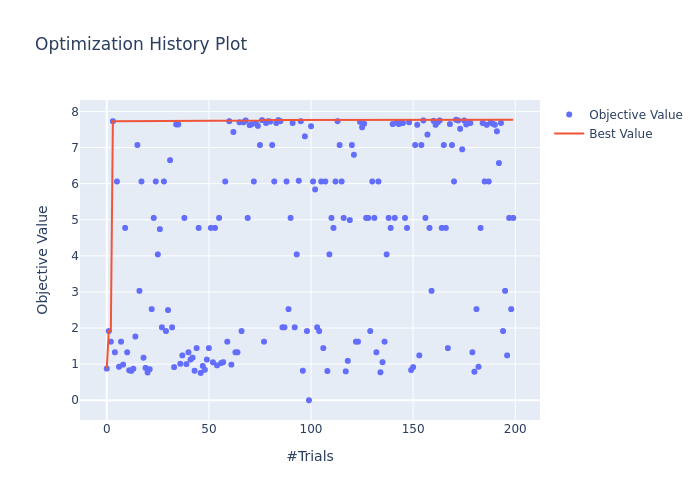 Optimization History Plot
Objective Value
Best Value
8
7
6
5
4
3
2
1
0
Objective Value
0 50 100 150 200
#Trials